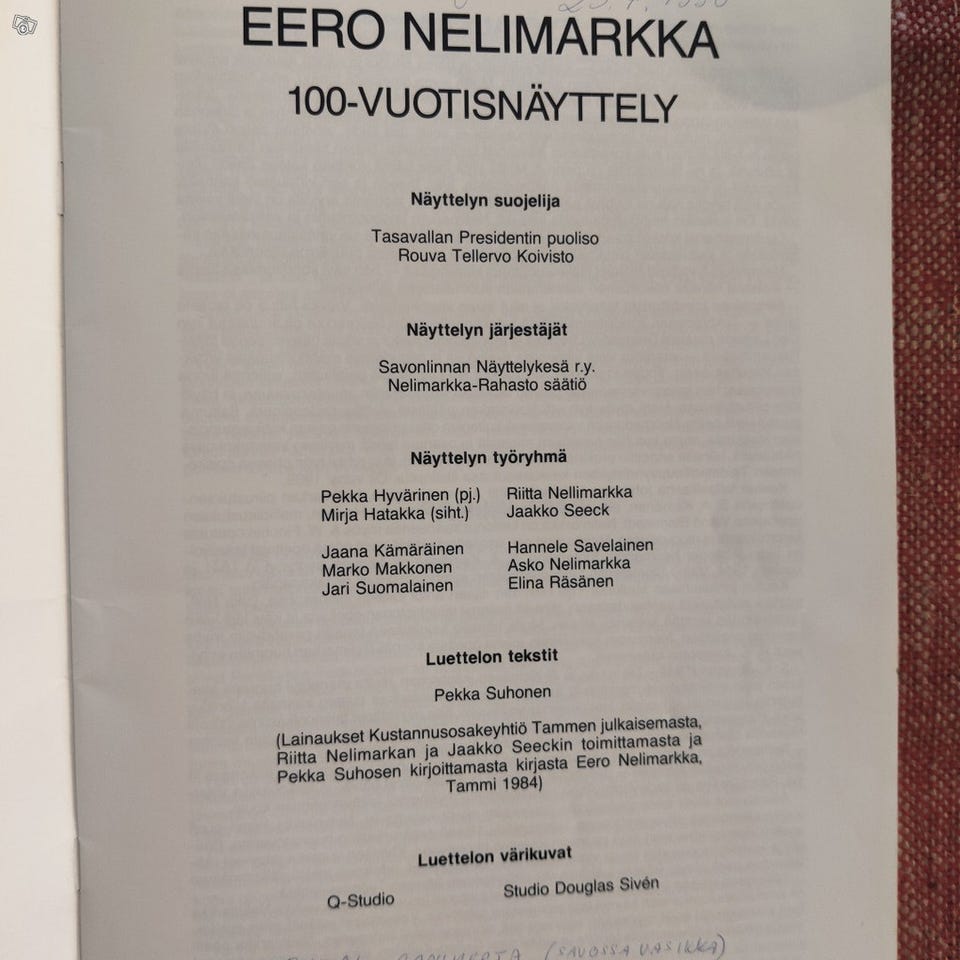 EERO NELIMARKKA
100-VUOTISNÄYTTELY
Näyttelyn suojelija
Tasavallan Presidentin puoliso
Rouva Tellervo Koivisto
Näyttelyn järjestäjät
Savonlinnan Näyttelykesä r.y.
Nelimarkka-Rahasto säätiö
Näyttelyn työryhmä
Pekka Hyvärinen (pj.) Riitta Nellimarkka
Mirja Hatakka (siht.) Jaakko Seeck
Jaana Kämäräinen Hannele Savelainen
Marko Makkonen Asko Nelimarkka
Jari Suomalainen Elina Räsänen
Luettelon tekstit
Pekka Suhonen
(Lainaukset Kustannusosakeyhtiö Tammen julkaisemasta,
Riitta Nelimarkan ja Jaakko Seeckin toimittamasta ja
Pekka Suhosen kirjoittamasta kirjasta Eero Nelimarkka,
Tammi 1984)
Luettelon värikuvat
Q-Studio Studio Douglas Sivén
(SAVOSSA VASIKKA)